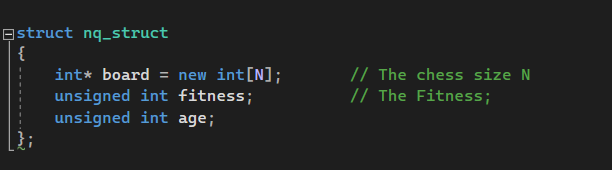 struct nq_struct
{
int* board = new int[N]; // The chess size N
unsigned int fitness; // The Fitness;
unsigned int age;
};